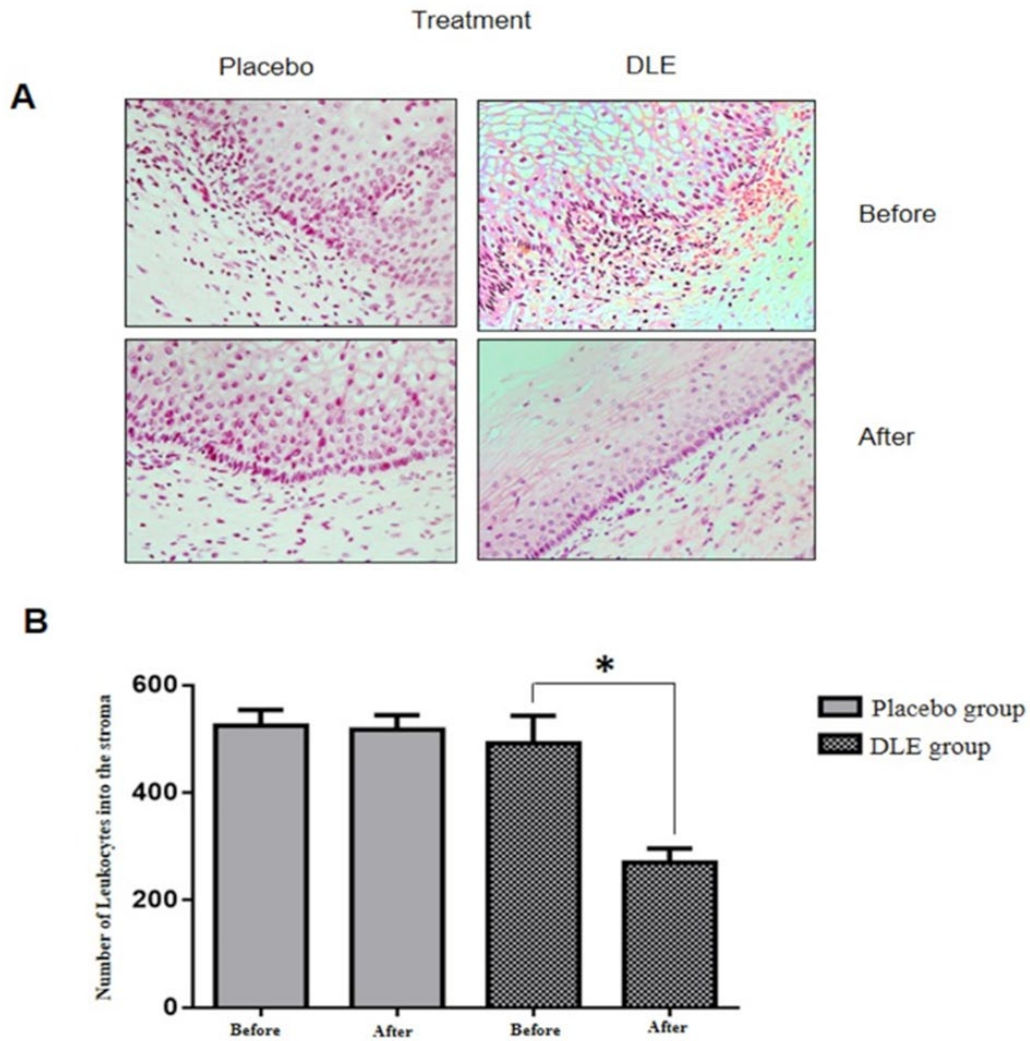 Treatment
Placebo DLE
A
Before
After
B
Number of Leukocytes into the stroma
600
400
200
0
*
Before After Before After
Placebo group
DLE group